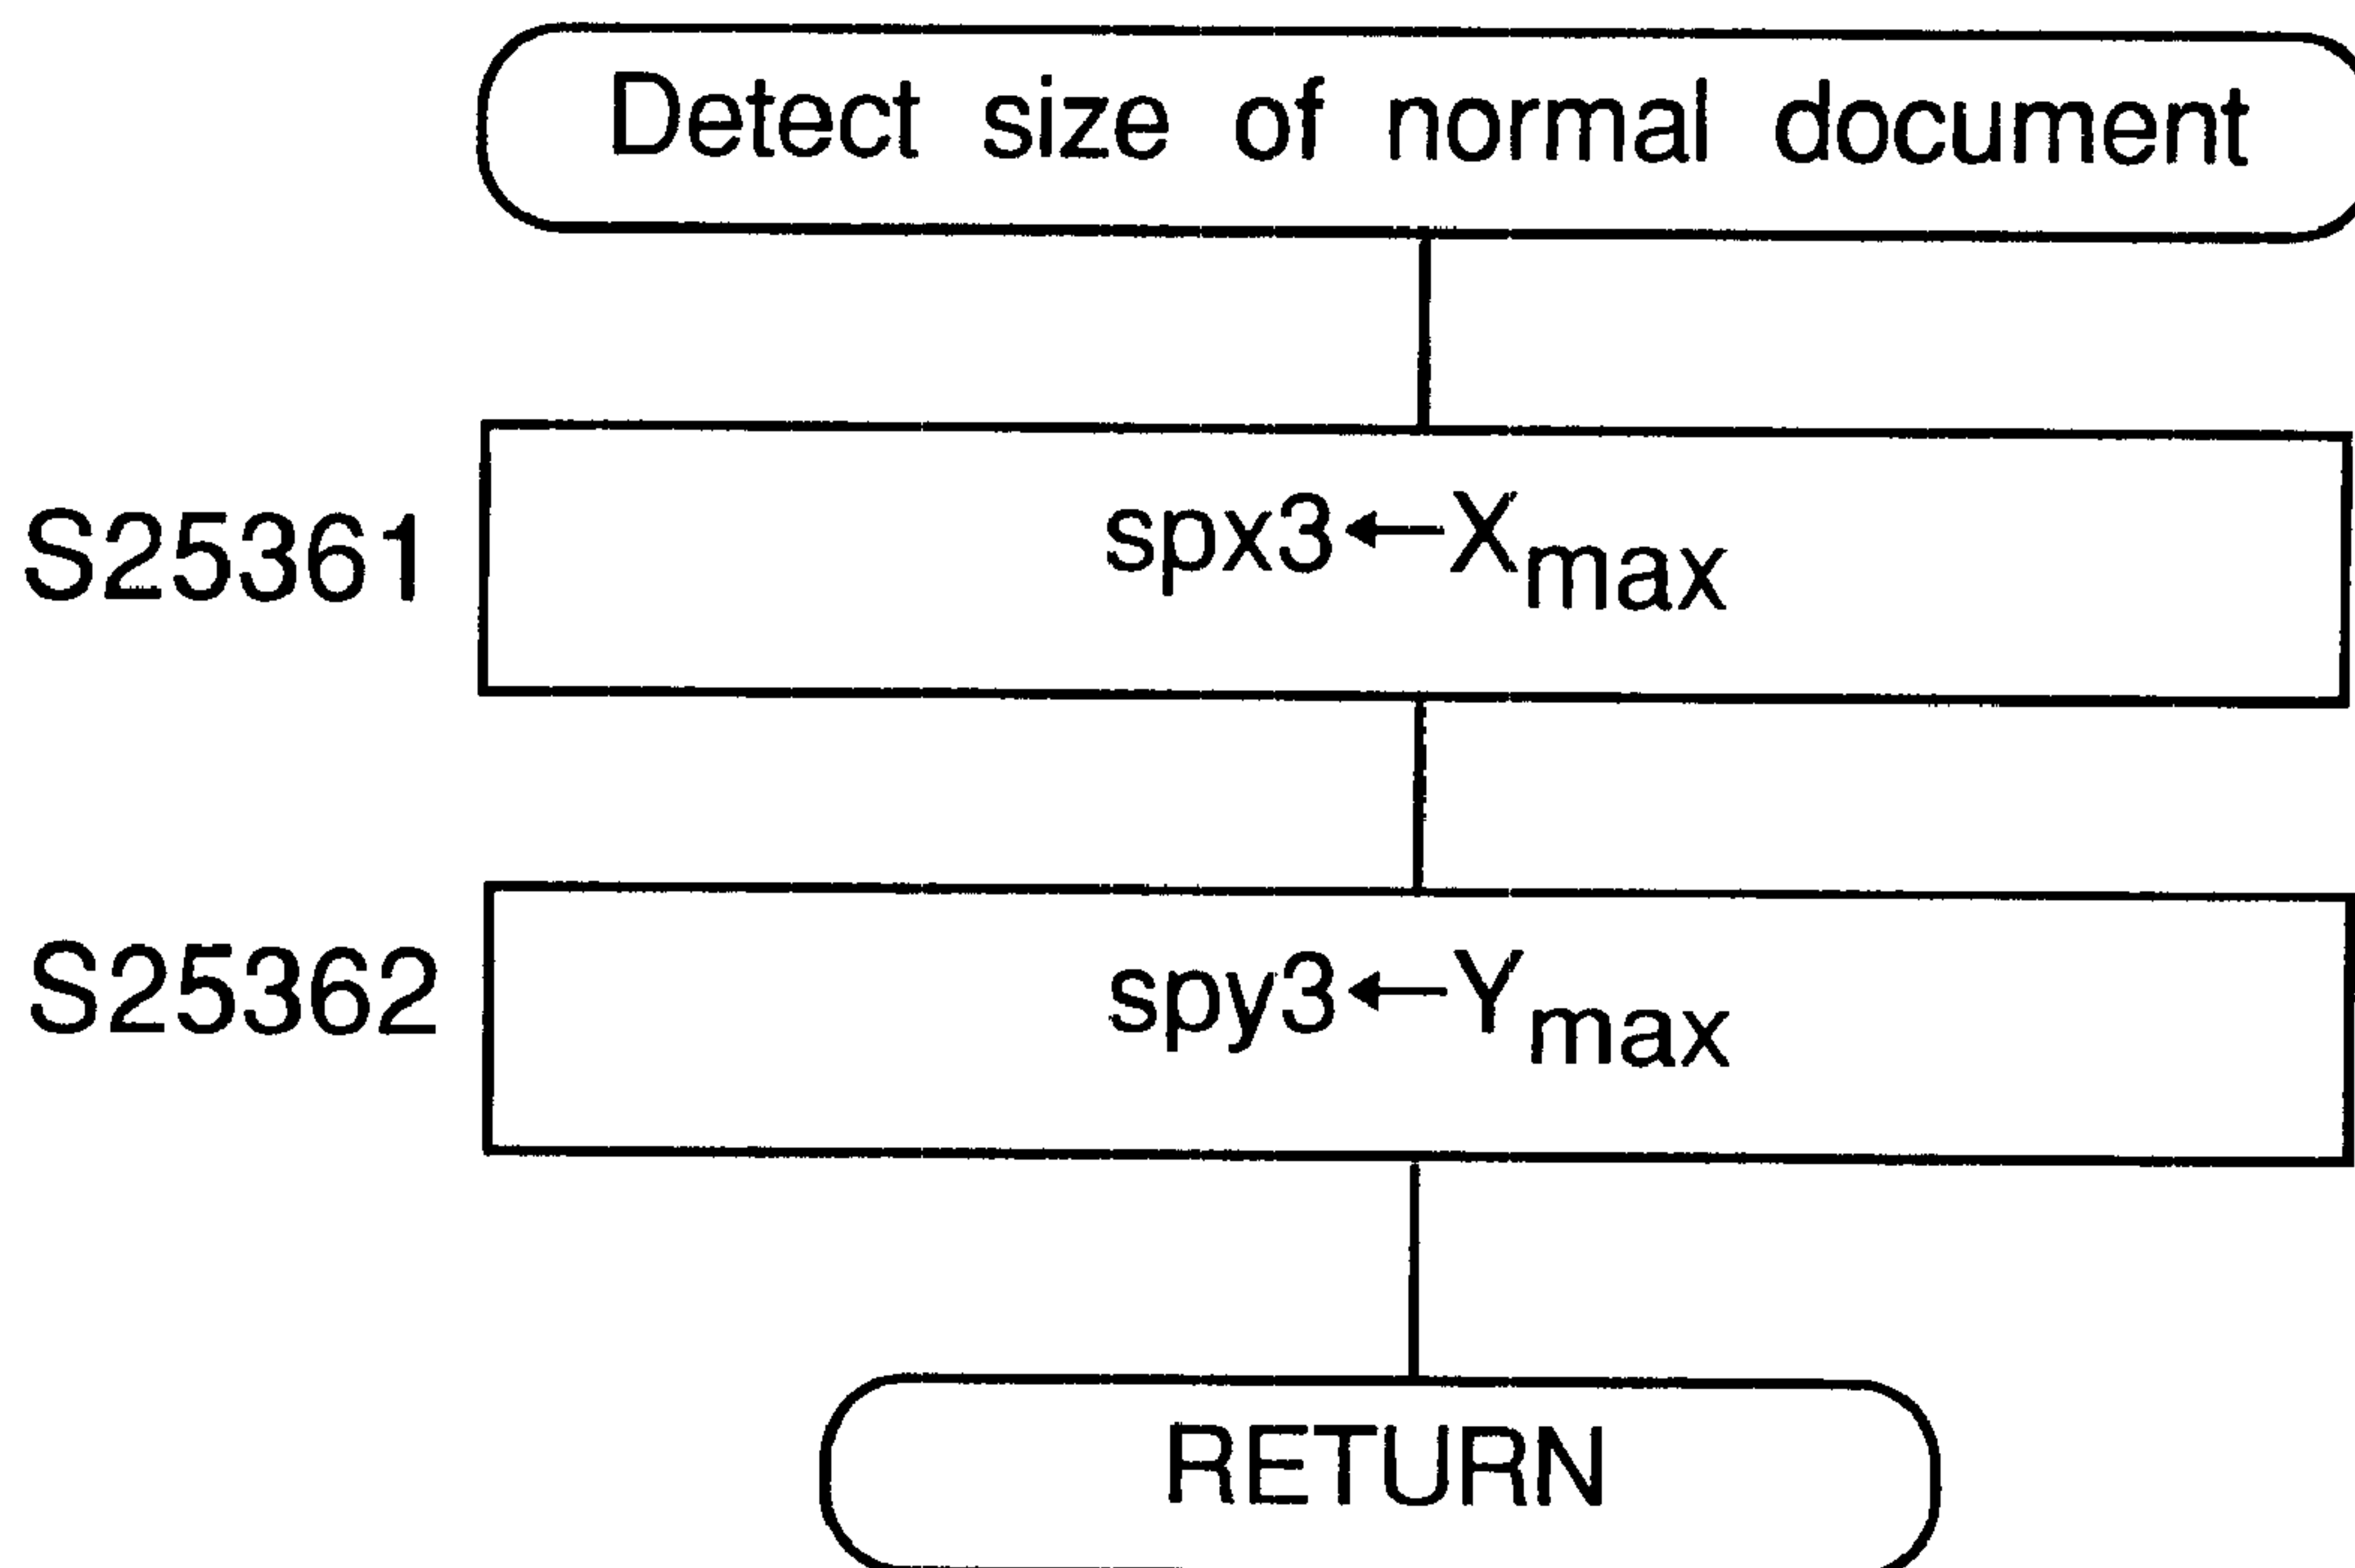 Detect size of normal document
S25361
spx3←Xmax
S25362
spy3←Ymax
RETURN